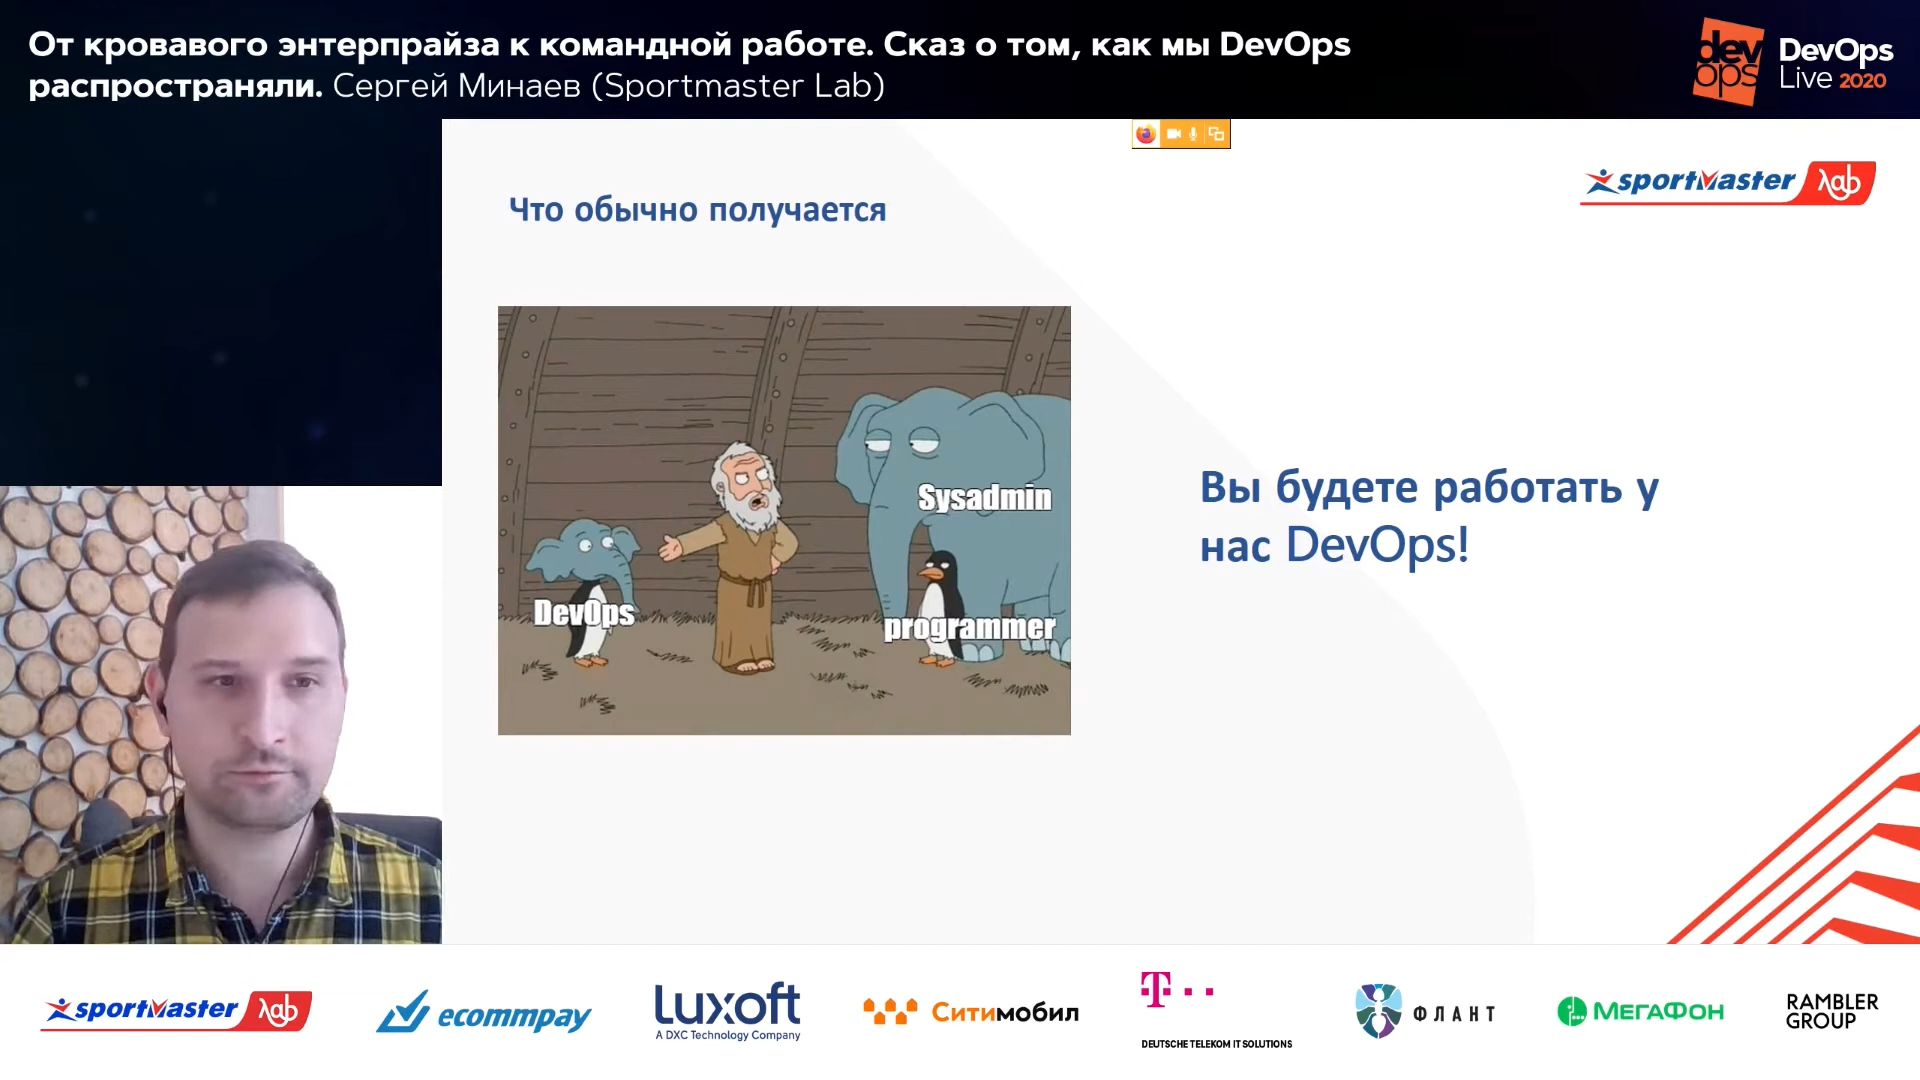 От кровавого энтерпрайза к командной работе. Сказ о том, как мы DevOps
распространяли. Сергей Минаев (Sportmaster Lab)
dev
ops
DevOps
Live 2020
sportmaster lab
Что обычно получается
Sysadmin
DevOps
programmer
Вы будете работать у
нас DevOps!
sportmaster lab
ecommpay
Luxoft
A DXC Technology Company
Ситимобил
T
DEUTSCHE TELEKOM IT SOLUTIONS
ФЛАНТ
МЕГАФОН
RAMBLER
GROUP